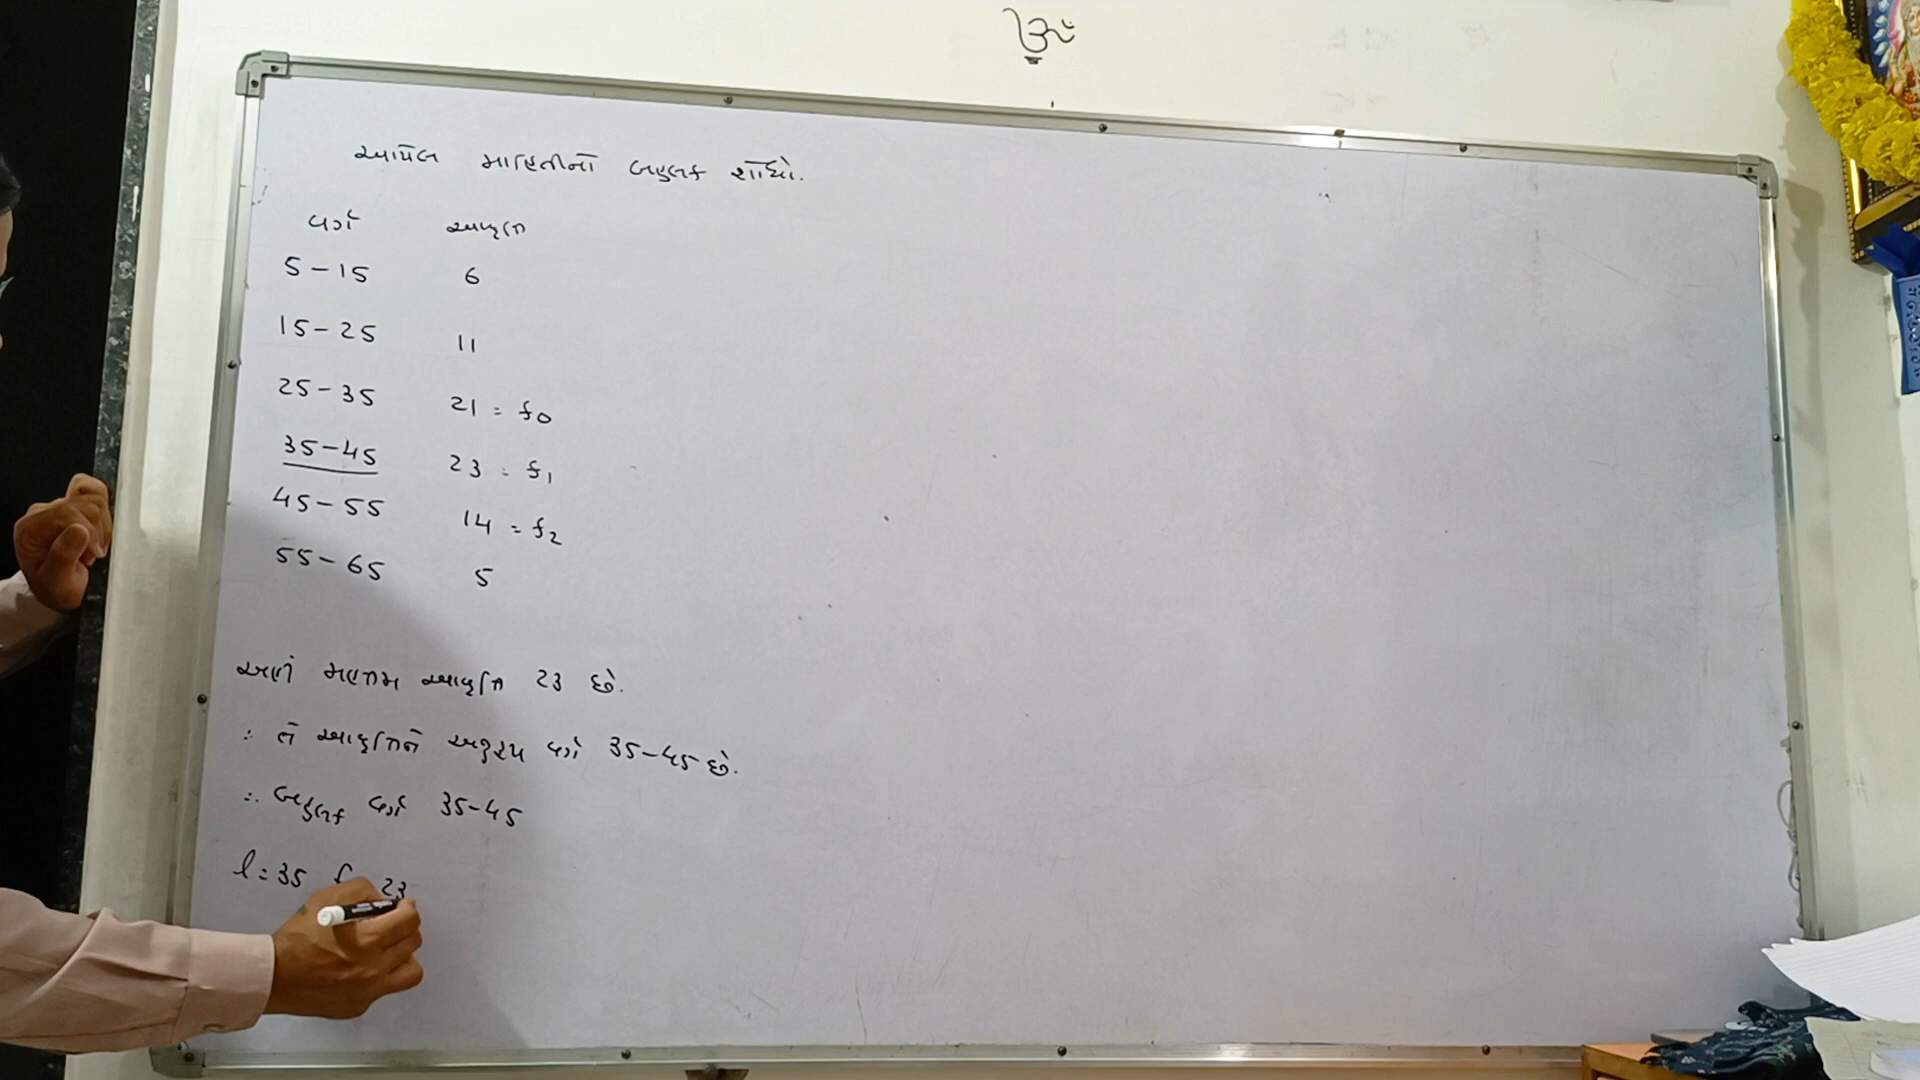 ૐ
આપેલ માહિતીનો બહુલક શોધો.
વર્ગ આવૃત્તિ
5-15 6
15-25 11
25-35 21 = f0
35-45 23 = f1
45-55 14 = f2
55-65 5
અહીં મહત્તમ આવૃત્તિ 23 છે.
∴ તે આવૃત્તિને અનુરૂપ વર્ગ 35-45 છે.
∴ બહુલક વર્ગ 35-45
l = 35 23